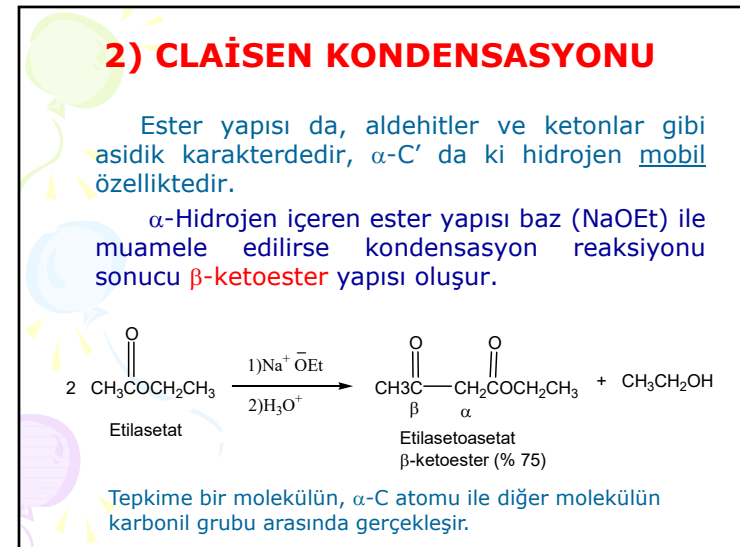 2) CLAİSEN KONDENSASYONU
Ester yapısı da, aldehitler ve ketonlar gibi
asidik karakterdedir, α-C’ da ki hidrojen mobil
özelliktedir.
α-Hidrojen içeren ester yapısı baz (NaOEt) ile
muamele edilirse kondensasyon reaksiyonu
sonucu β-ketoester yapısı oluşur.
O O O
1)Na⁺ ŌEt
2 CH₃COCH₂CH₃ CH3C CH₂COCH₂CH₃ + CH₃CH₂OH
2)H₃O⁺
β α
Etilasetat Etilasetoasetat
β-ketoester (% 75)
Tepkime bir molekülün, α-C atomu ile diğer molekülün
karbonil grubu arasında gerçekleşir.